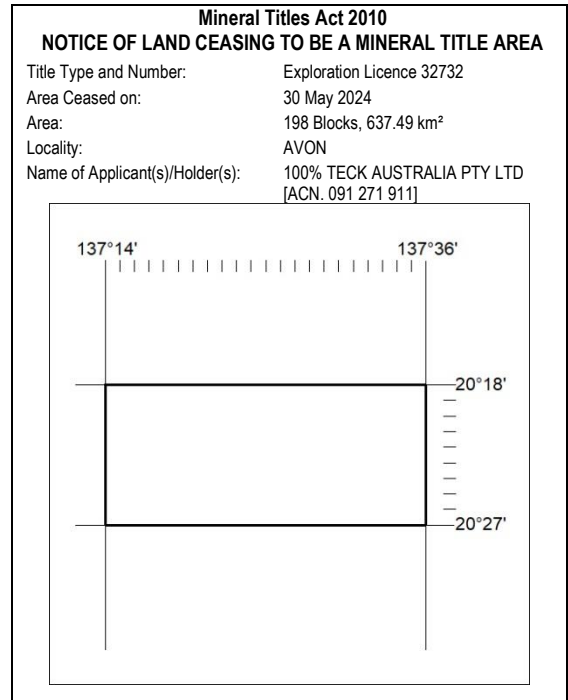 Mineral Titles Act 2010
NOTICE OF LAND CEASING TO BE A MINERAL TITLE AREA
Title Type and Number: Exploration Licence 32732
Area Ceased on: 30 May 2024
Area: 198 Blocks, 637.49 km²
Locality: AVON
Name of Applicant(s)/Holder(s): 100% TECK AUSTRALIA PTY LTD
[ACN. 091 271 911]
137°14' 137°36'
20°18'
20°27'